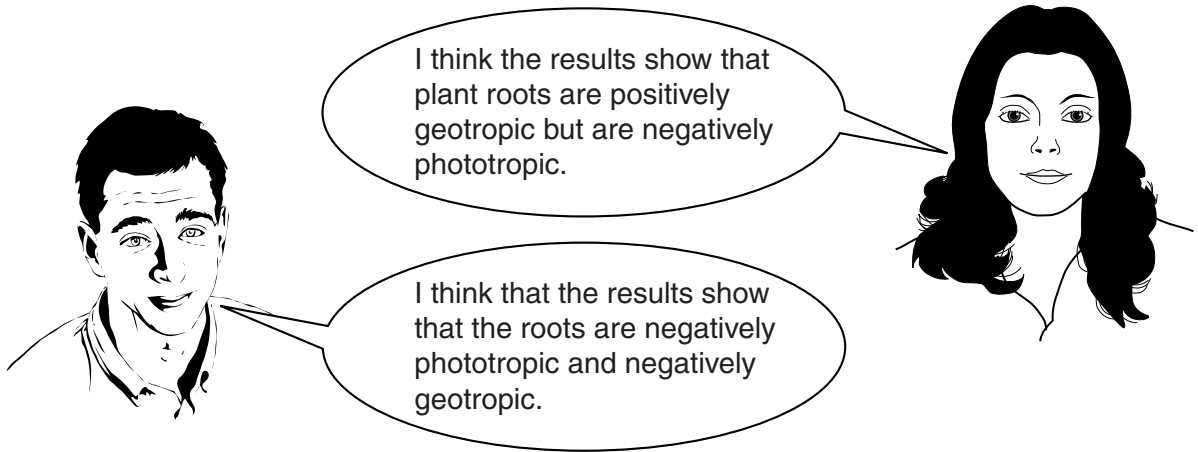 I think the results show that
plant roots are positively
geotropic but are negatively
phototropic.
I think that the results show
that the roots are negatively
phototropic and negatively
geotropic.